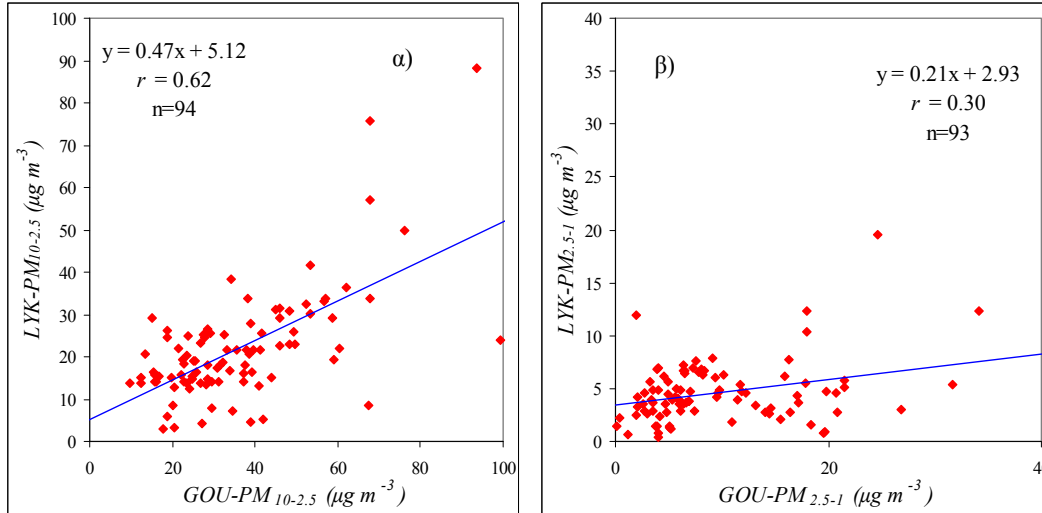 100
90
80
70
60
50
40
30
20
10
0
y = 0.47x + 5.12
r = 0.62
n=94
α)
LYK-PM10-2.5 (μg m-3)
0 20 40 60 80 100
GOU-PM 10-2.5 (μg m-3)
40
35
30
25
20
15
10
5
0
β)
y = 0.21x + 2.93
r = 0.30
n=93
LYK-PM2.5-1 (μg m-3)
0 20 4
GOU-PM 2.5-1 (μg m-3)